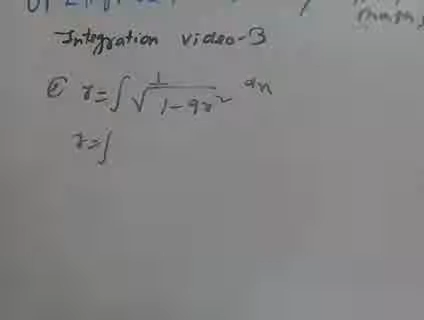 Integration video-3
I=∫ 1/√(1-9x²) dx
I=∫